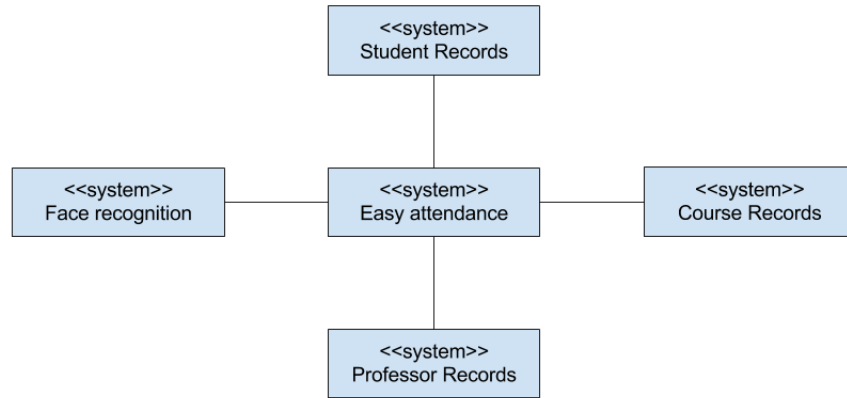 <<system>>
Student Records
<<system>>
Face recognition
<<system>>
Easy attendance
<<system>>
Course Records
<<system>>
Professor Records